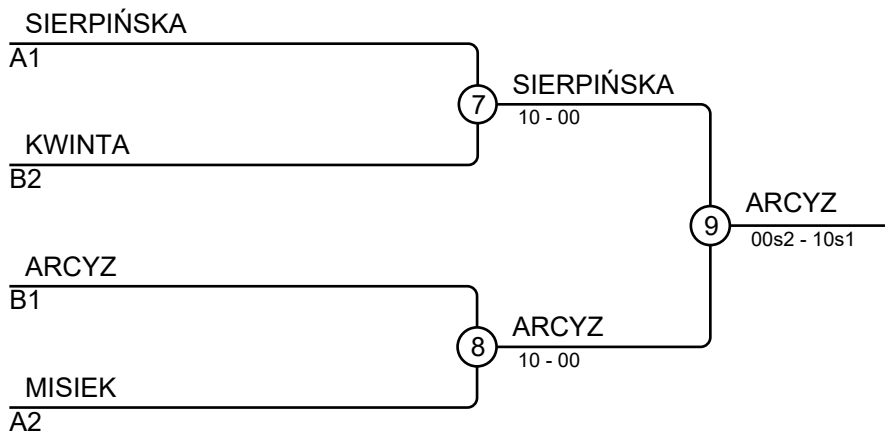 SIERPIŃSKA
A1
7
SIERPIŃSKA
10 - 00
KWINTA
B2
9
ARCYZ
00s2 - 10s1
ARCYZ
B1
8
ARCYZ
10 - 00
MISIEK
A2